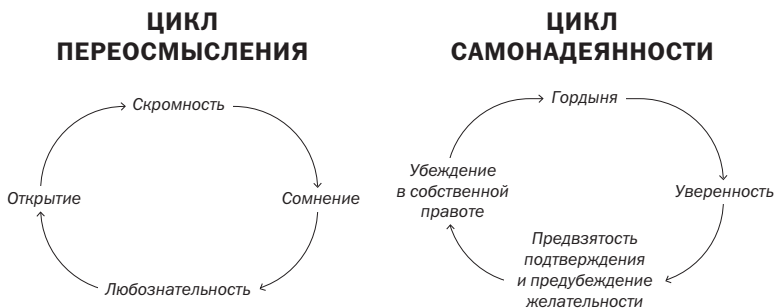 ЦИКЛ
ПЕРЕОСМЫСЛЕНИЯ
Скромность
Открытие
Сомнение
Любознательность
ЦИКЛ
САМОНАДЕЯННОСТИ
Гордыня
Убеждение
в собственной
правоте
Уверенность
Предвзятость
подтверждения
и предубеждение
желательности